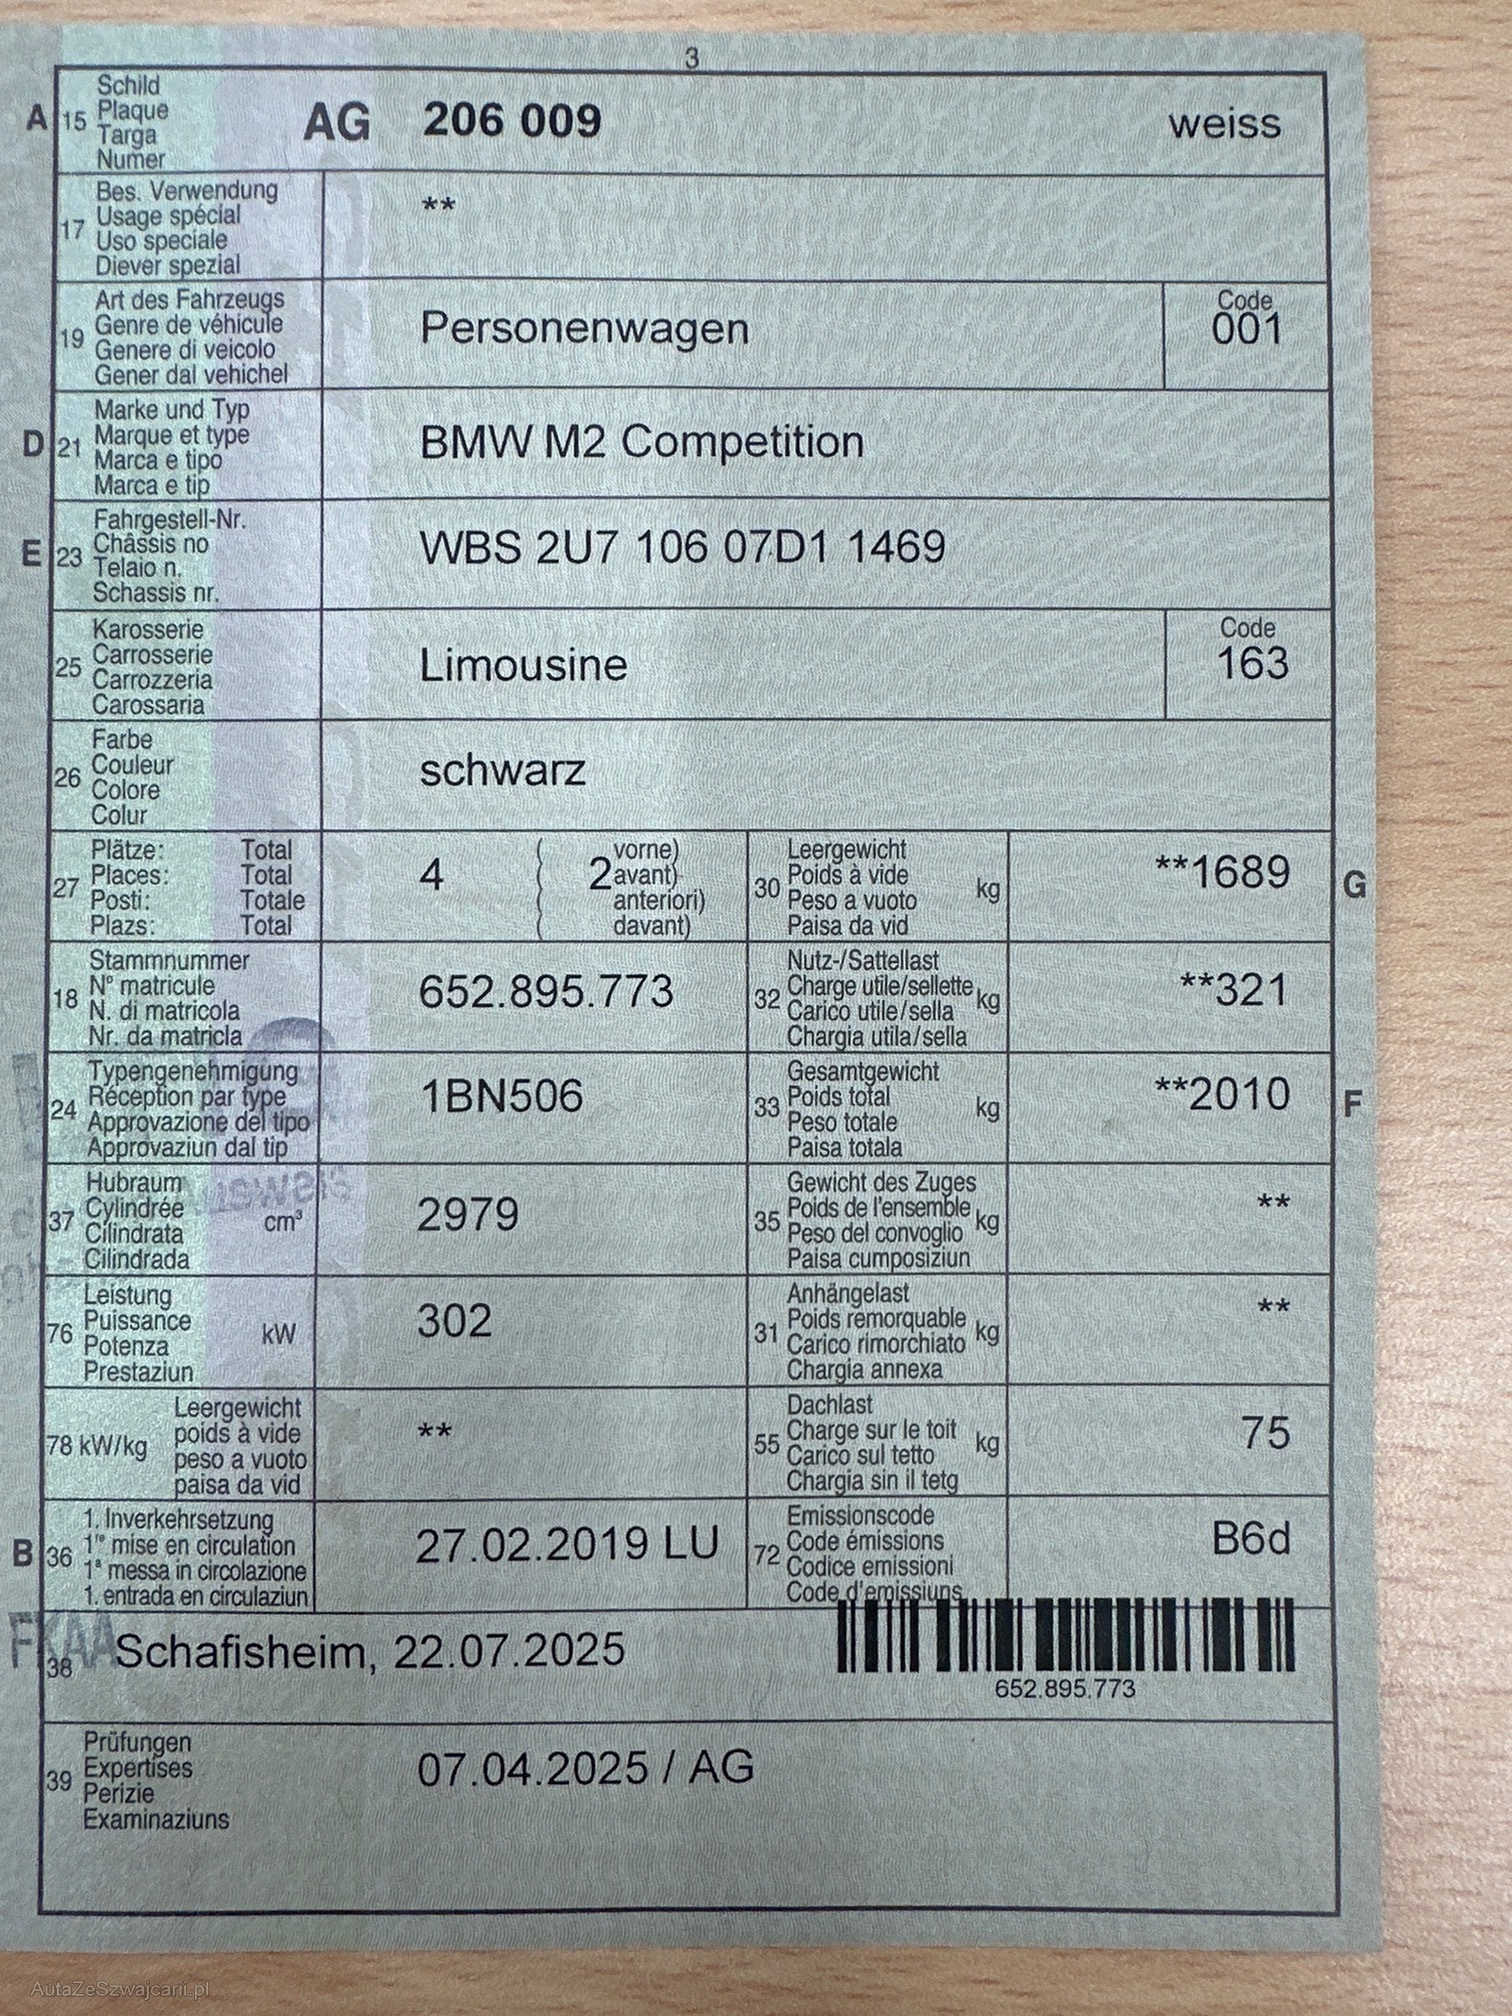 3
A 15 Schild
Plaque
Targa
Numer
AG 206 009 weiss
17 Bes. Verwendung
Usage spécial
Uso speciale
Diever spezial
**
19 Art des Fahrzeugs
Genre de véhicule
Genere di veicolo
Gener dal vehichel
Personenwagen
Code
001
D 21 Marke und Typ
Marque et type
Marca e tipo
Marca e tip
BMW M2 Competition
E 23 Fahrgestell-Nr.
Châssis no
Telaio n.
Schassis nr.
WBS 2U7 106 07D1 1469
25 Karosserie
Carrosserie
Carrozzeria
Carossaria
Limousine
Code
163
26 Farbe
Couleur
Colore
Colur
schwarz
27 Plätze: Total
Places: Total
Posti: Totale
Plazs: Total
4 ( 2 vorne)
( avant)
( anteriori)
( davant)
30 Leergewicht
Poids à vide
Peso a vuoto
Paisa da vid
kg
**1689
G
18 Stammnummer
N° matricule
N. di matricola
Nr. da matricla
652.895.773
32 Nutz-/Sattellast
Charge utile/sellette
Carico utile/sella
Chargia utila/sella
kg
**321
24 Typengenehmigung
Réception par type
Approvazione del tipo
Approvaziun dal tip
1BN506
33 Gesamtgewicht
Poids total
Peso totale
Paisa totala
kg
**2010
F
37 Hubraum
Cylindrée
Cilindrata
Cilindrada
cm³
2979
35 Gewicht des Zuges
Poids de l'ensemble
Peso del convoglio
Paisa cumposiziun
kg
**
76 Leistung
Puissance
Potenza
Prestaziun
kW
302
31 Anhängelast
Poids remorquable
Carico rimorchiato
Chargia annexa
kg
**
78 kW/kg Leergewicht
poids à vide
peso a vuoto
paisa da vid
**
55 Dachlast
Charge sur le toit
Carico sul tetto
Chargia sin il tetg
kg
75
B 36 1. Inverkehrsetzung
1re mise en circulation
1a messa in circolazione
1. entrada en circulaziun
27.02.2019 LU
72 Emissionscode
Code émissions
Codice emissioni
Code d'emissiuns
B6d
FKAA
38 Schafisheim, 22.07.2025
652.895.773
39 Prüfungen
Expertises
Perizie
Examinaziuns
07.04.2025 / AG
AutaZeSzwajcarii.pl